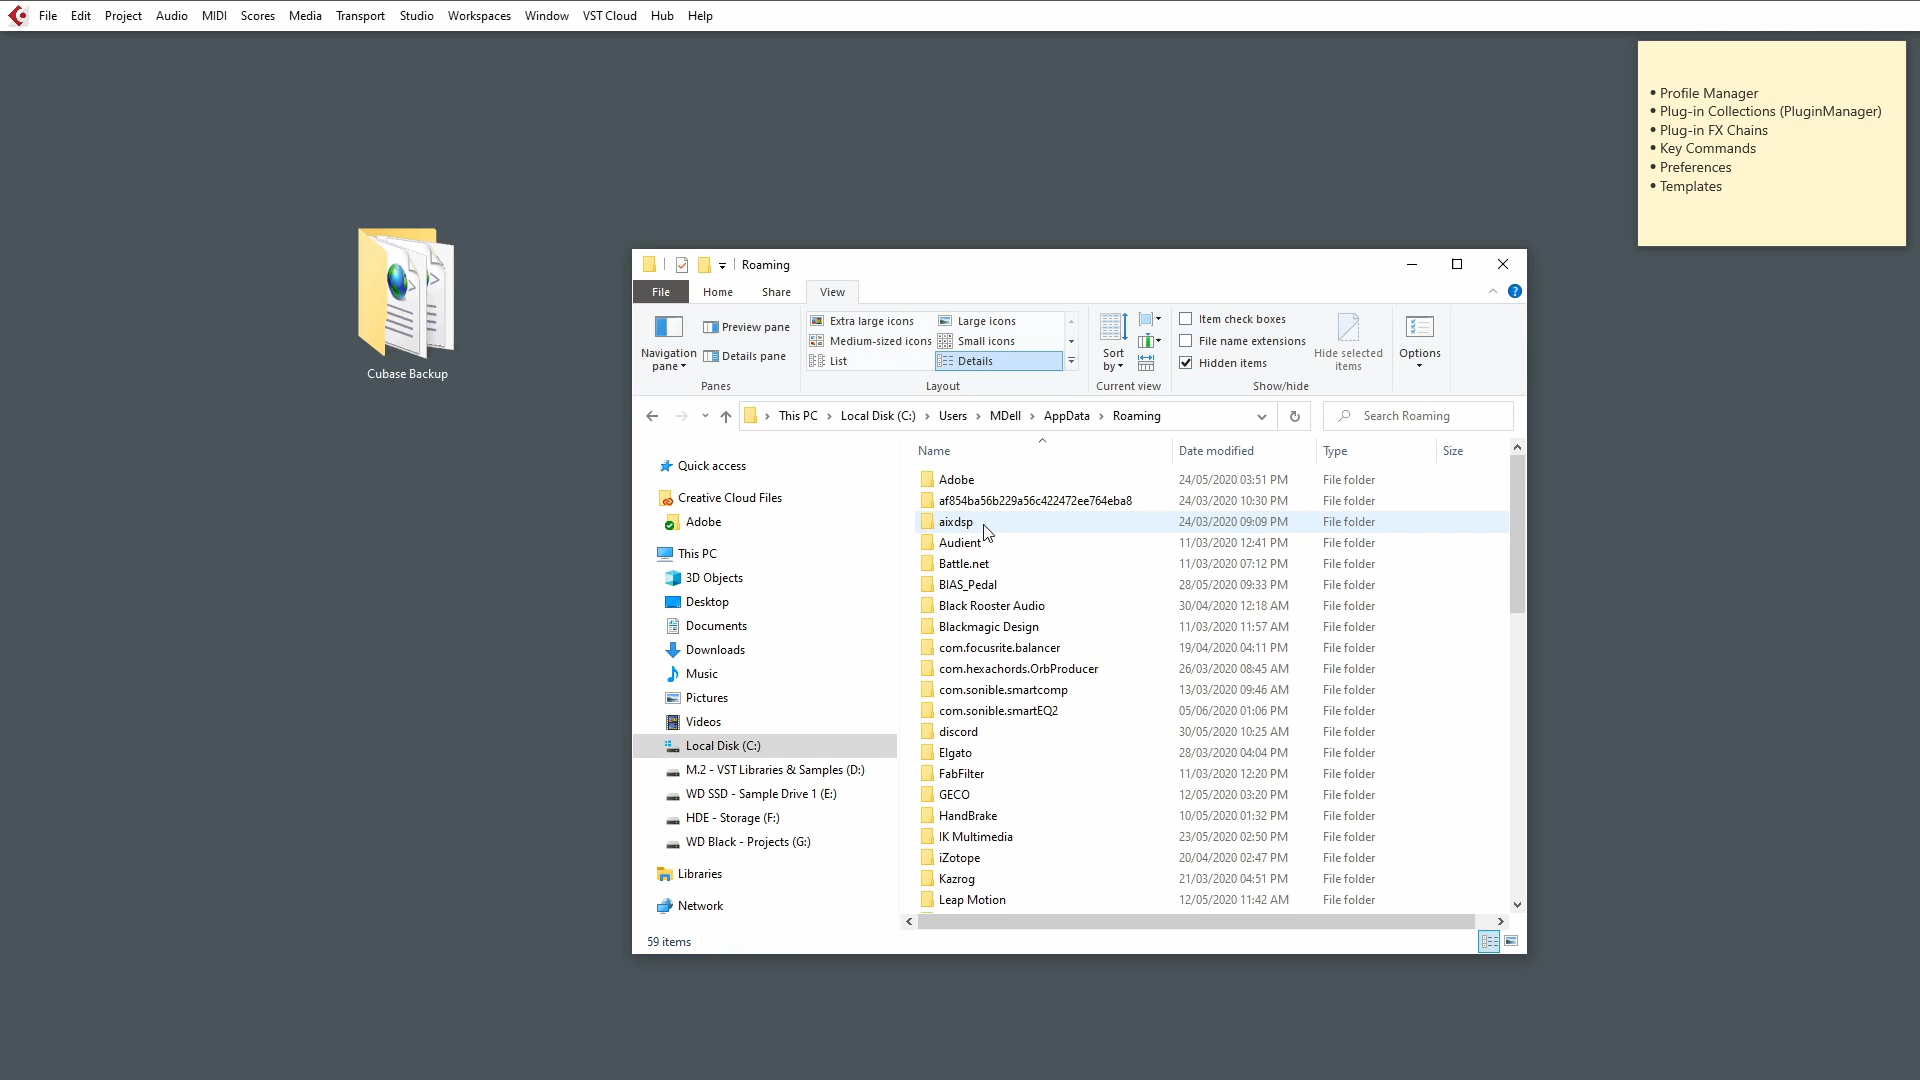 File Edit Project Audio MIDI Scores Media Transport Studio Workspaces Window VST Cloud Hub Help
• Profile Manager
• Plug-in Collections (PluginManager)
• Plug-in FX Chains
• Key Commands
• Preferences
• Templates
Cubase Backup
Roaming
File Home Share View
Navigation pane
Preview pane
Details pane
Panes
Extra large icons Large icons
Medium-sized icons Small icons
List Details
Layout
Sort by
Current view
Item check boxes
File name extensions
Hidden items
Hide selected items
Show/hide
Options
This PC Local Disk (C:) Users MDell AppData Roaming
Search Roaming
Quick access
Creative Cloud Files
Adobe
This PC
3D Objects
Desktop
Documents
Downloads
Music
Pictures
Videos
Local Disk (C:)
M.2 - VST Libraries & Samples (D:)
WD SSD - Sample Drive 1 (E:)
HDE - Storage (F:)
WD Black - Projects (G:)
Libraries
Network
Name Date modified Type Size
Adobe 24/05/2020 03:51 PM File folder
af854ba56b229a56c422472ee764eba8 24/03/2020 10:30 PM File folder
aixdsp 24/03/2020 09:09 PM File folder
Audient 11/03/2020 12:41 PM File folder
Battle.net 11/03/2020 07:12 PM File folder
BIAS_Pedal 28/05/2020 09:33 PM File folder
Black Rooster Audio 30/04/2020 12:18 AM File folder
Blackmagic Design 11/03/2020 11:57 AM File folder
com.focusrite.balancer 19/04/2020 04:11 PM File folder
com.hexachords.OrbProducer 26/03/2020 08:45 AM File folder
com.sonible.smartcomp 13/03/2020 09:46 AM File folder
com.sonible.smartEQ2 05/06/2020 01:06 PM File folder
discord 30/05/2020 10:25 AM File folder
Elgato 28/03/2020 04:04 PM File folder
FabFilter 11/03/2020 12:20 PM File folder
GECO 12/05/2020 03:20 PM File folder
HandBrake 10/05/2020 01:32 PM File folder
IK Multimedia 23/05/2020 02:50 PM File folder
iZotope 20/04/2020 02:47 PM File folder
Kazrog 21/03/2020 04:51 PM File folder
Leap Motion 12/05/2020 11:42 AM File folder
59 items